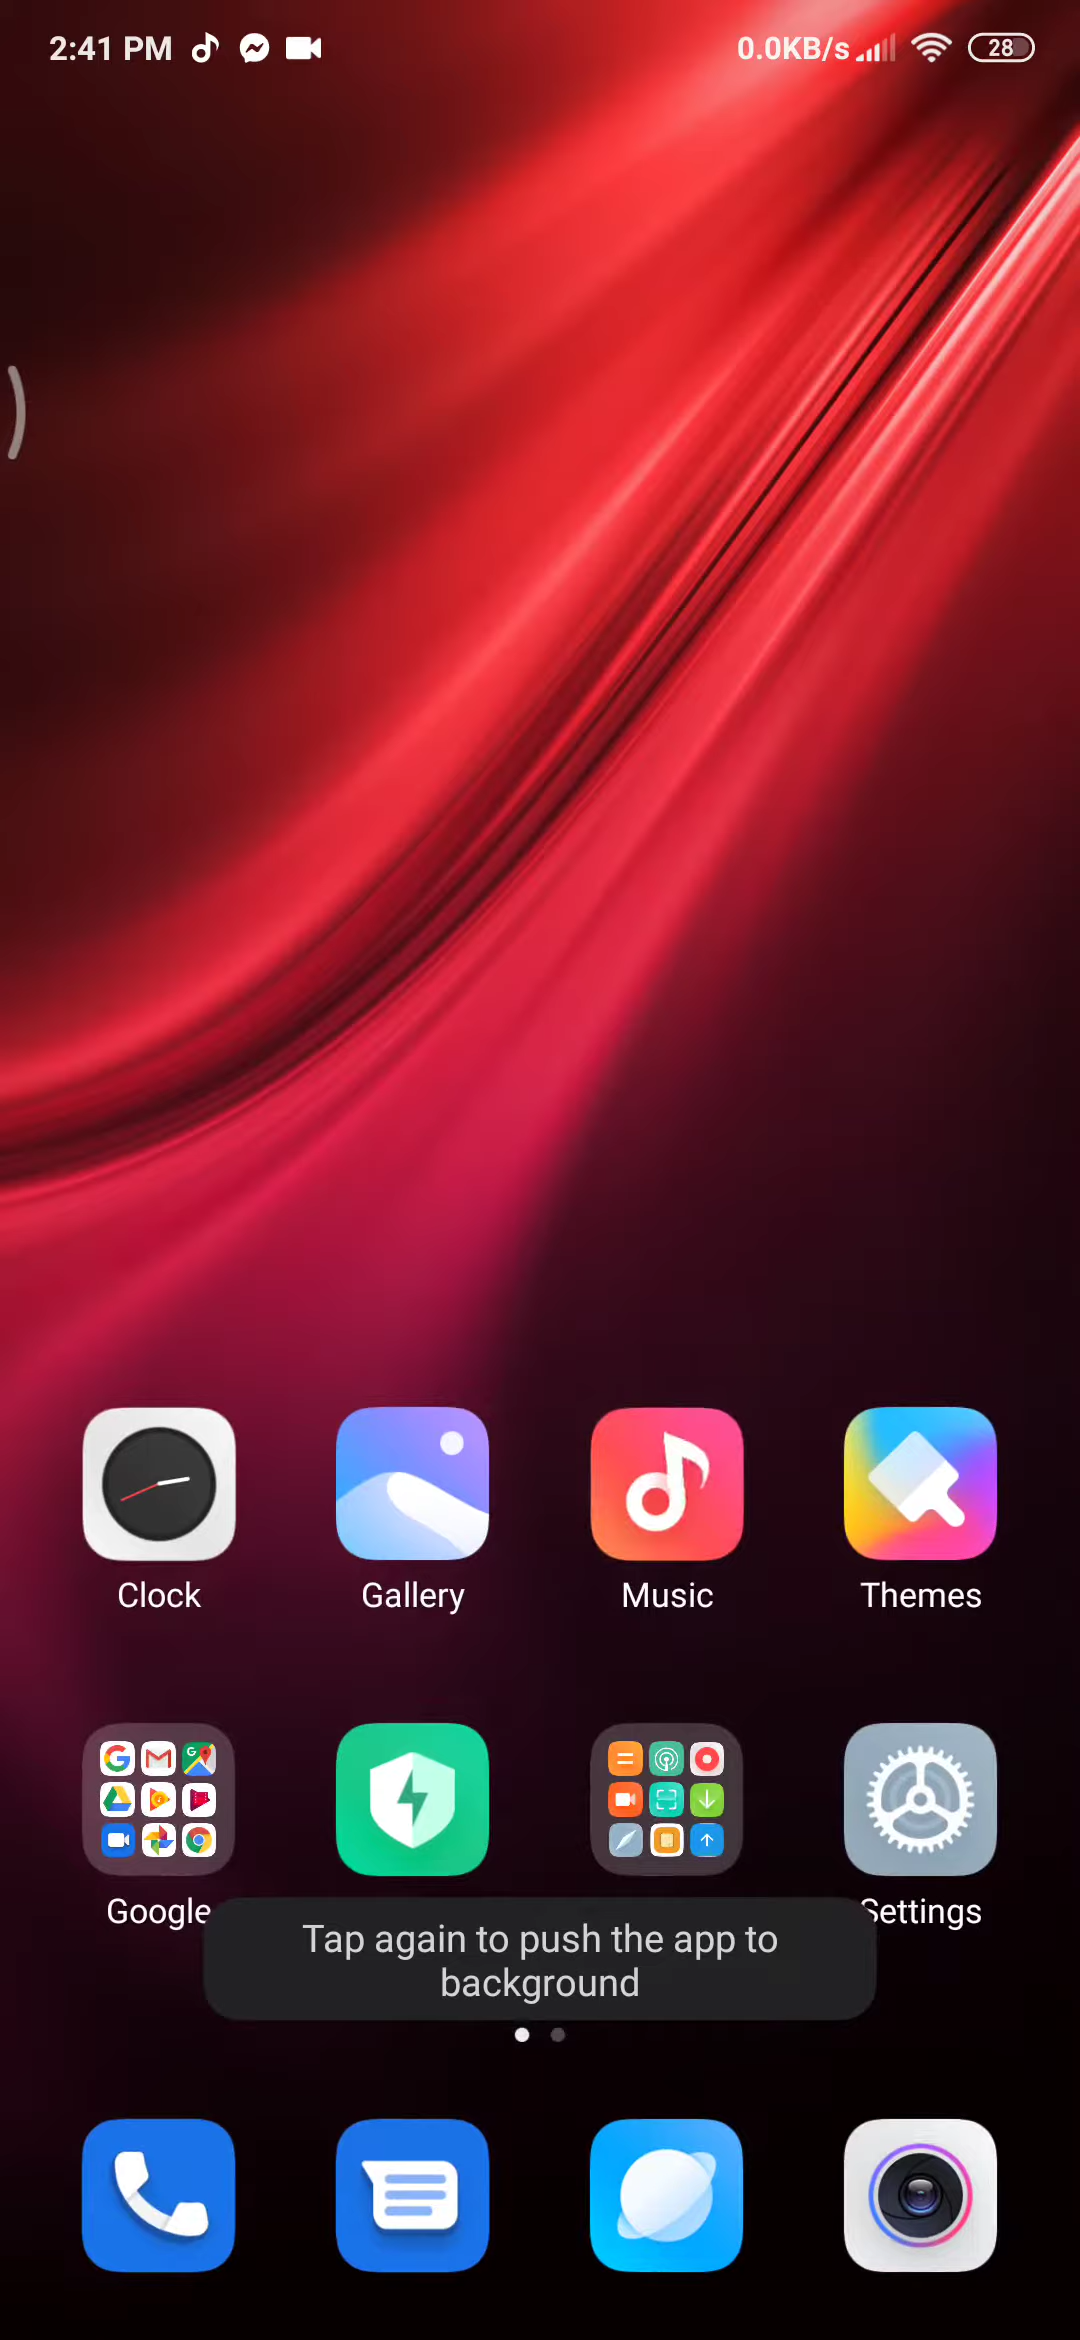 2:41 PM
0.0KB/s
28
Clock
Gallery
Music
Themes
Google
Settings
Tap again to push the app to
background